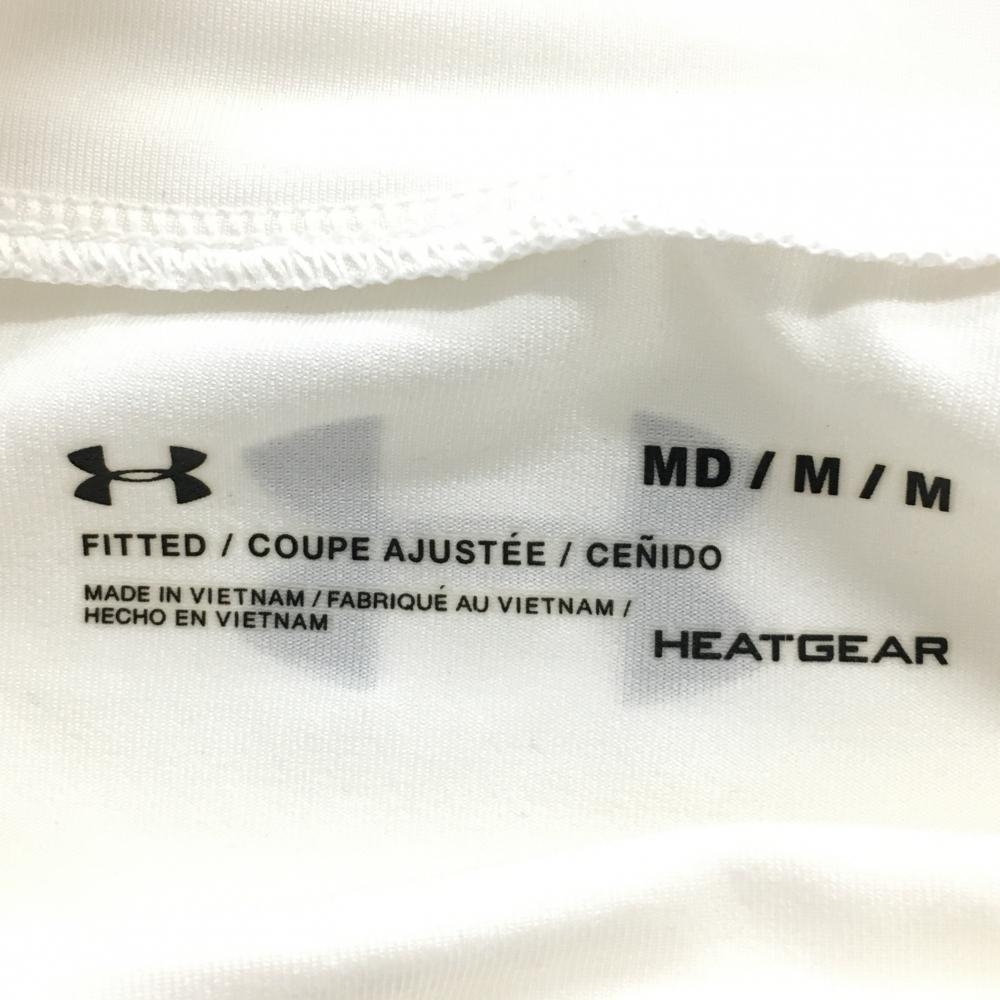 MD / M / M
FITTED / COUPE AJUSTÉE / CEÑIDO
MADE IN VIETNAM / FABRIQUÉ AU VIETNAM /
HECHO EN VIETNAM
HEATGEAR